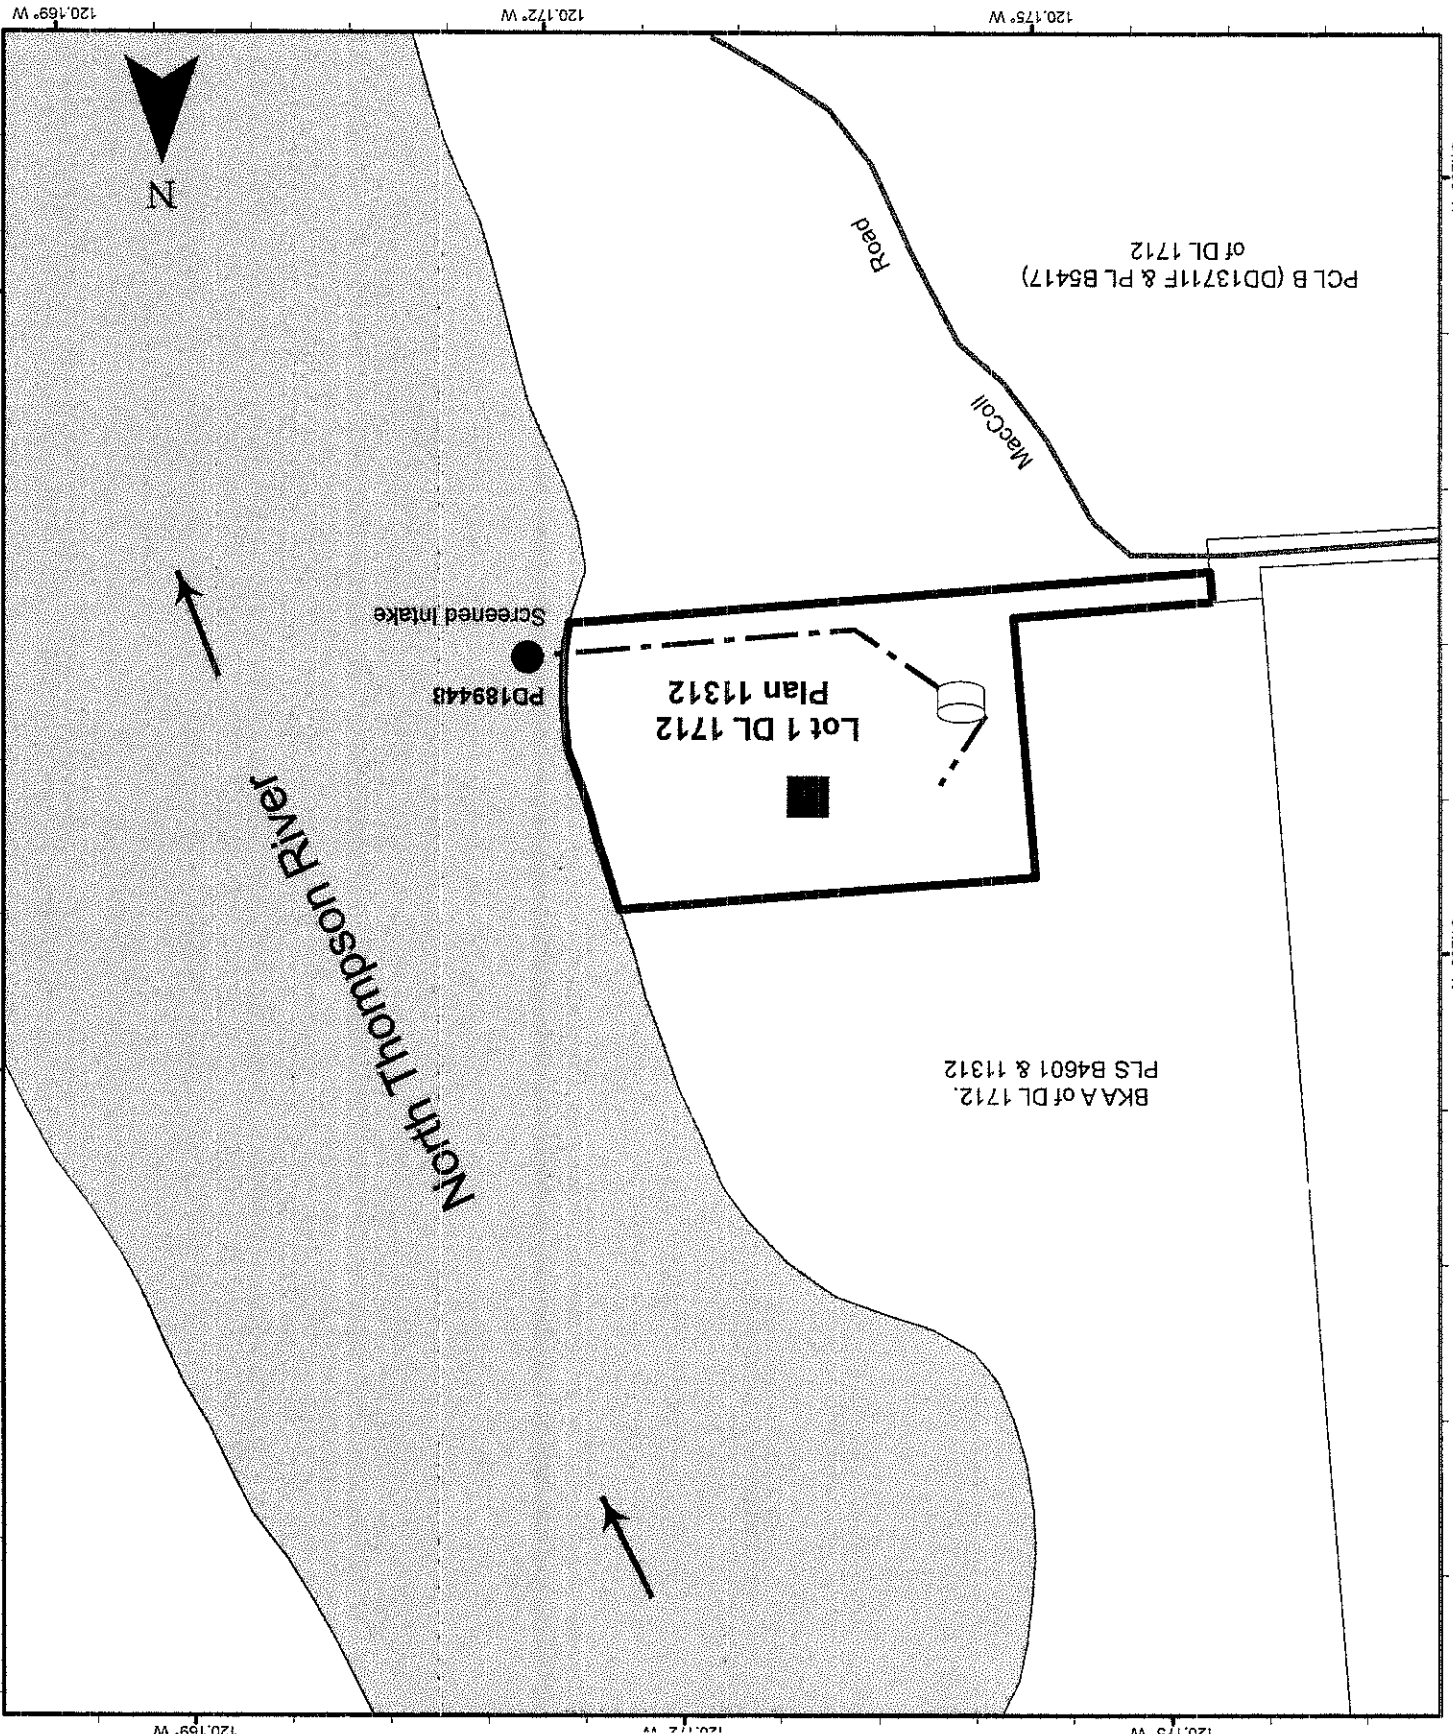 120.175° W
120.172° W
120.169° W
BKA A of DL 1712.
PLS B4601 & 11312
North Thompson River
Lot 1 DL 1712
Plan 11312
PD189448
Screened Intake
MacColl
Road
PCL B (DD13711F & PL B5417)
of DL 1712
N
120.175° W
120.172° W
120.169° W